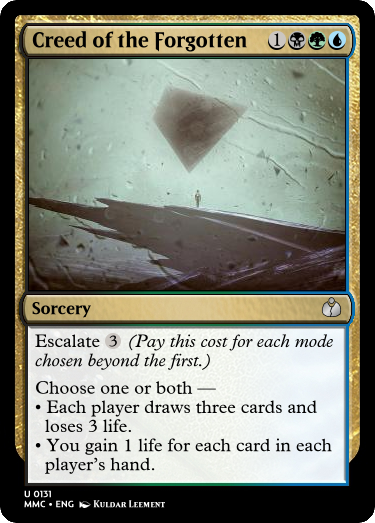 Creed of the Forgotten 1
Sorcery
Escalate 3 (Pay this cost for each mode
chosen beyond the first.)
Choose one or both —
• Each player draws three cards and
loses 3 life.
• You gain 1 life for each card in each
player's hand.
U 0131
MMC • ENG Kuldar Leement